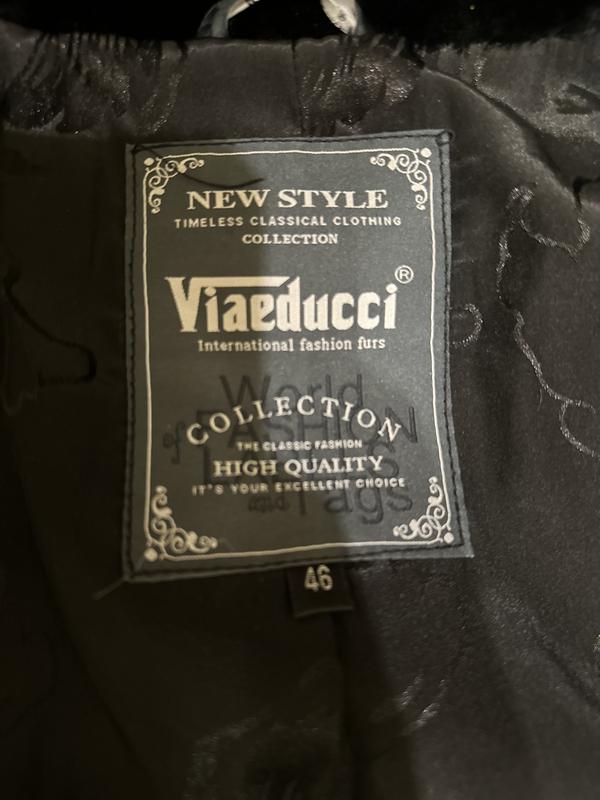 NEW STYLE
TIMELESS CLASSICAL CLOTHING
COLLECTION
Viaeducci®
International fashion furs
World
of FASHION
COLLECTION
THE CLASSIC FASHION
HIGH QUALITY
IT'S YOUR EXCELLENT CHOICE
and Tags
46